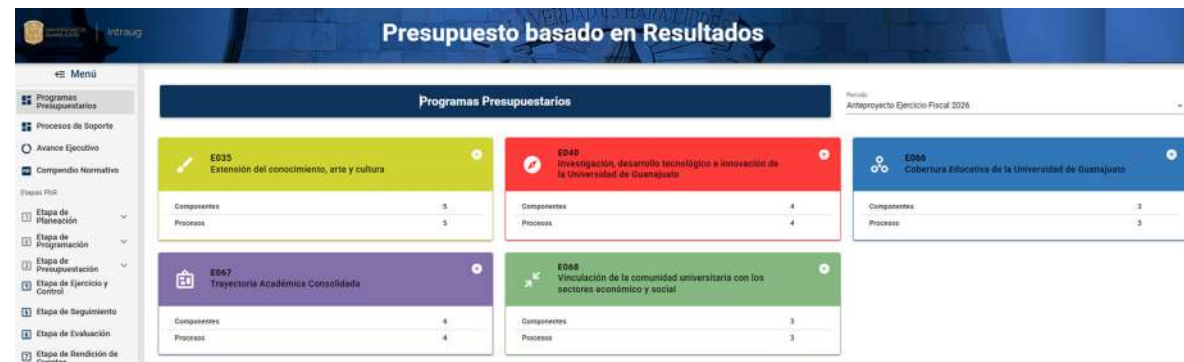 UNIVERSIDAD DE
GUANAJUATO
Intraug
Presupuesto basado en Resultados
Menú
Programas
Presupuestarios
Procesos de Soporte
Avance Ejecutivo
Compendio Normativo
Etapas PbR
Etapa de
Planeación
Etapa de
Programación
Etapa de
Presupuestación
Etapa de Ejercicio y
Control
Etapa de Seguimiento
Etapa de Evaluación
Etapa de Rendición de
Cuentas
Programas Presupuestarios
Periodo
Anteproyecto Ejercicio Fiscal 2026
E035
Extensión del conocimiento, arte y cultura
Componentes 5
Procesos 5
E040
Investigación, desarrollo tecnológico e innovación de
la Universidad de Guanajuato
Componentes 4
Procesos 4
E066
Cobertura Educativa de la Universidad de Guanajuato
Componentes 3
Procesos 3
E067
Trayectoria Académica Consolidada
Componentes 4
Procesos 4
E068
Vinculación de la comunidad universitaria con los
sectores económico y social
Componentes 3
Procesos 3